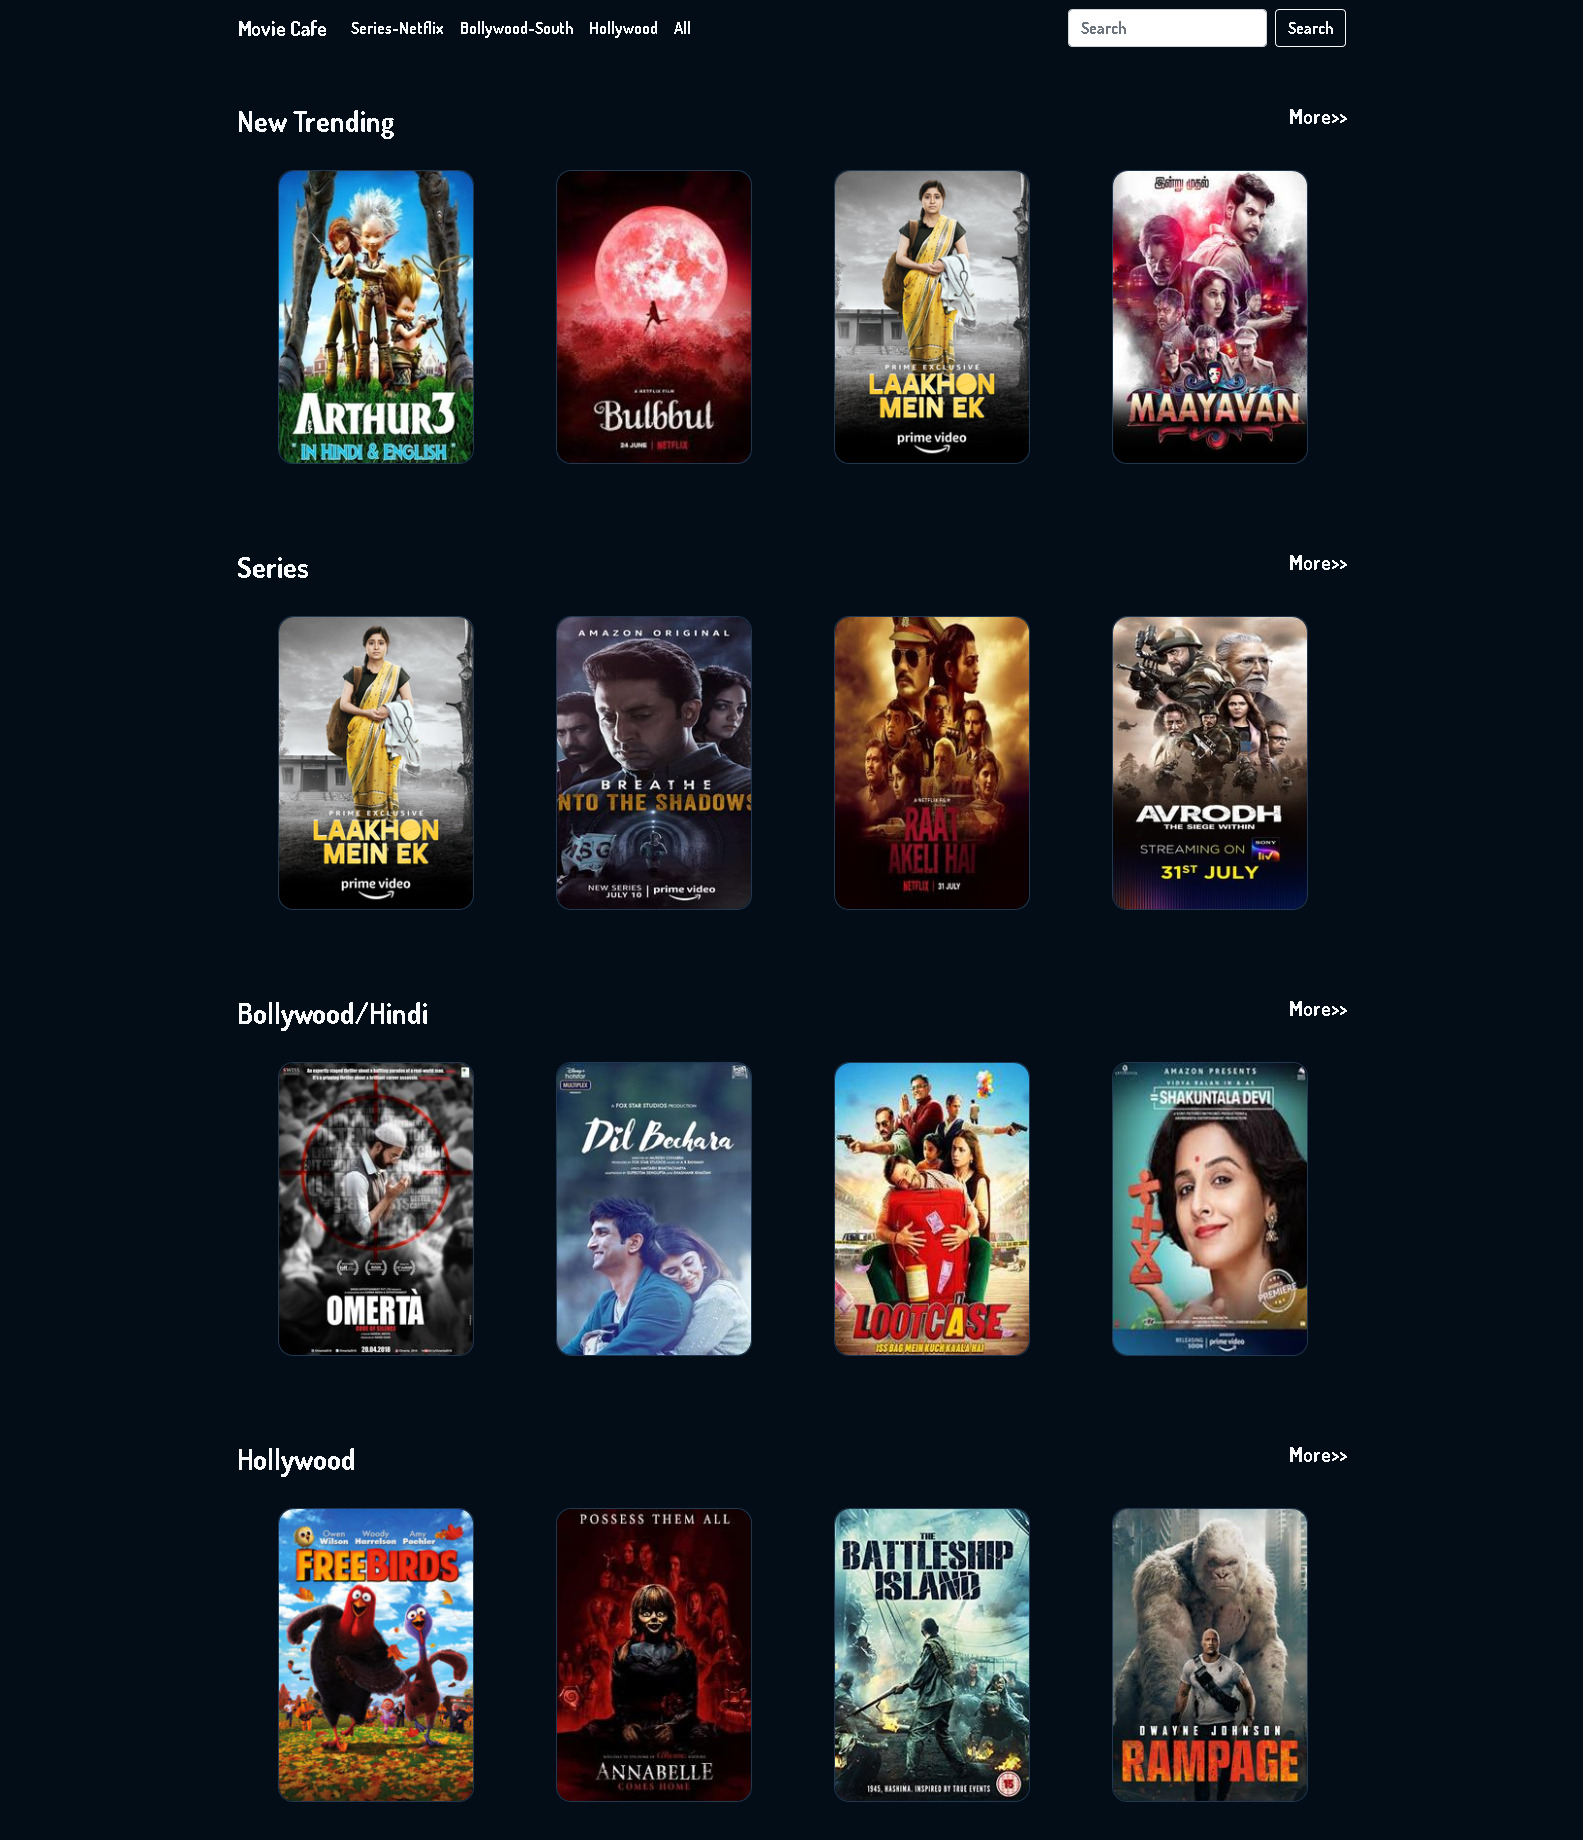 Movie Cafe Series-Netflix Bollywood-South Hollywood All Search Search
New Trending More>>
ARTHUR3
" IN HINDI & ENGLISH "
A NETFLIX FILM
Bulbbul
24 JUNE | NETFLIX
PRIME EXCLUSIVE
LAAKHON
MEIN EK
prime video
இன்று முதல்
MAAYAVAN
Series More>>
PRIME EXCLUSIVE
LAAKHON
MEIN EK
prime video
AMAZON ORIGINAL
BREATHE
NTO THE SHADOWS
NEW SERIES
JULY 10 | prime video
A NETFLIX FILM
RAAT
AKELI HAI
NETFLIX | 31 JULY
AVRODH
THE SIEGE WITHIN
STREAMING ON SONY liv
31ST JULY
Bollywood/Hindi More>>
OMERTÀ
CODE OF SILENCE
20.04.2018
Disney+
hotstar
MULTIPLEX
A FOX STAR STUDIOS PRODUCTION
Dil Bechara
LOOTCASE
ISS BAG MEIN KUCH KAALA HAI
AMAZON PRESENTS
VIDYA BALAN IN & AS
=SHAKUNTALA DEVI
WORLD
PREMIERE
RELEASING
SOON | prime video
Hollywood More>>
Owen Wilson Woody Harrelson Amy Poehler
FREE BIRDS
POSSESS THEM ALL
ANNABELLE
COMES HOME
THE
BATTLESHIP
ISLAND
1945, HASHIMA. INSPIRED BY TRUE EVENTS 15
DWAYNE JOHNSON
RAMPAGE